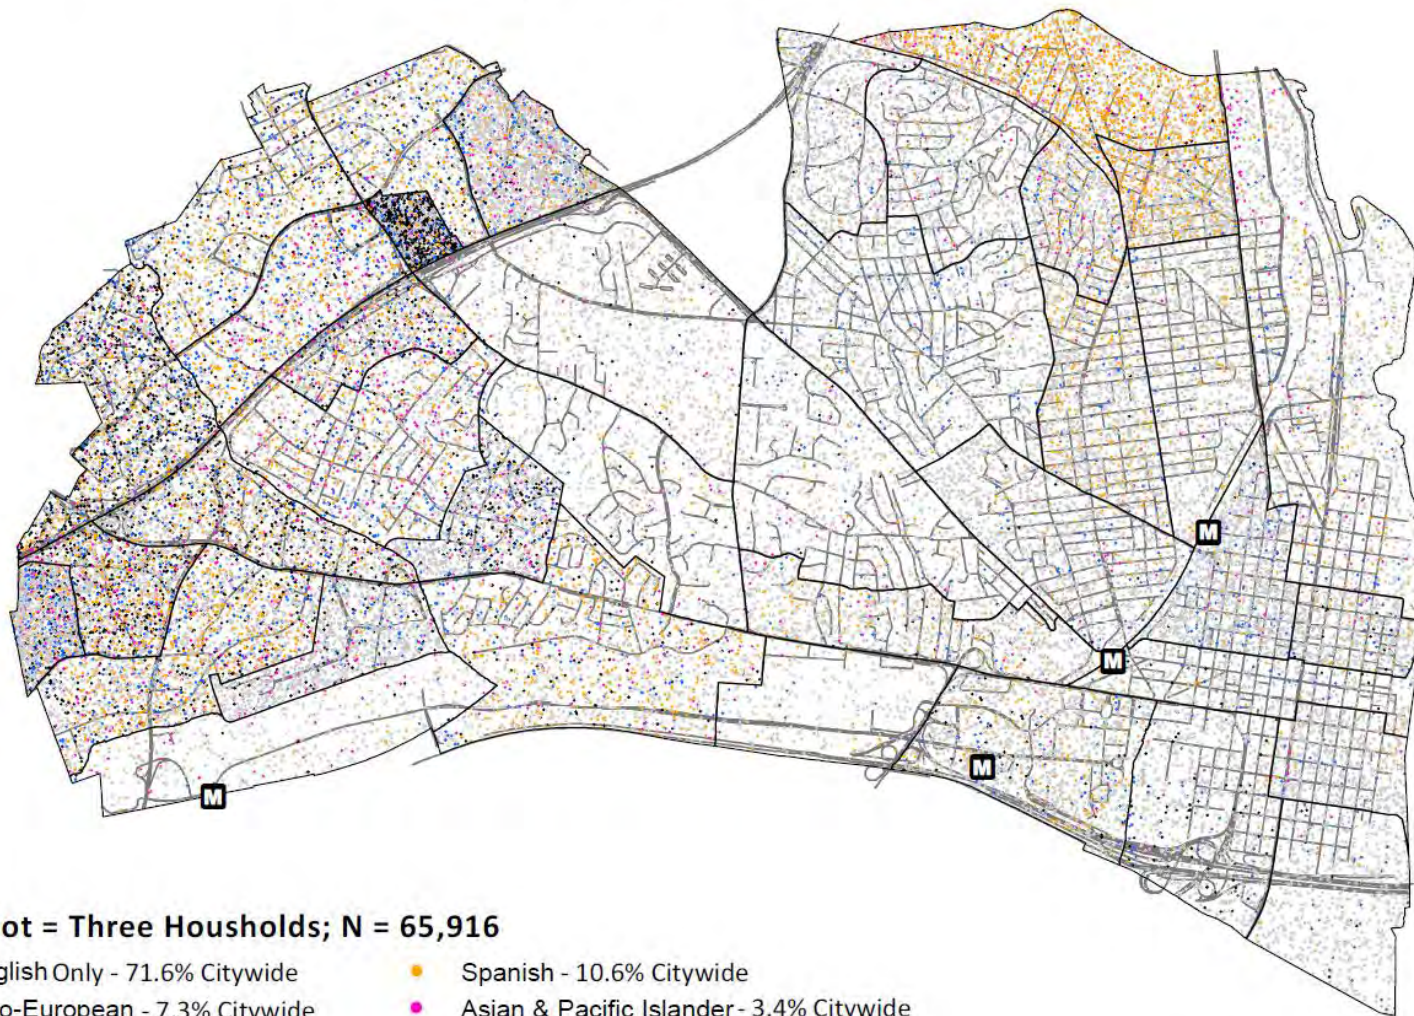 M
M
M
M
ot = Three Housholds; N = 65,916
glish Only - 71.6% Citywide
Spanish - 10.6% Citywide
o-European - 7.3% Citywide
Asian & Pacific Islander - 3.4% Citywide